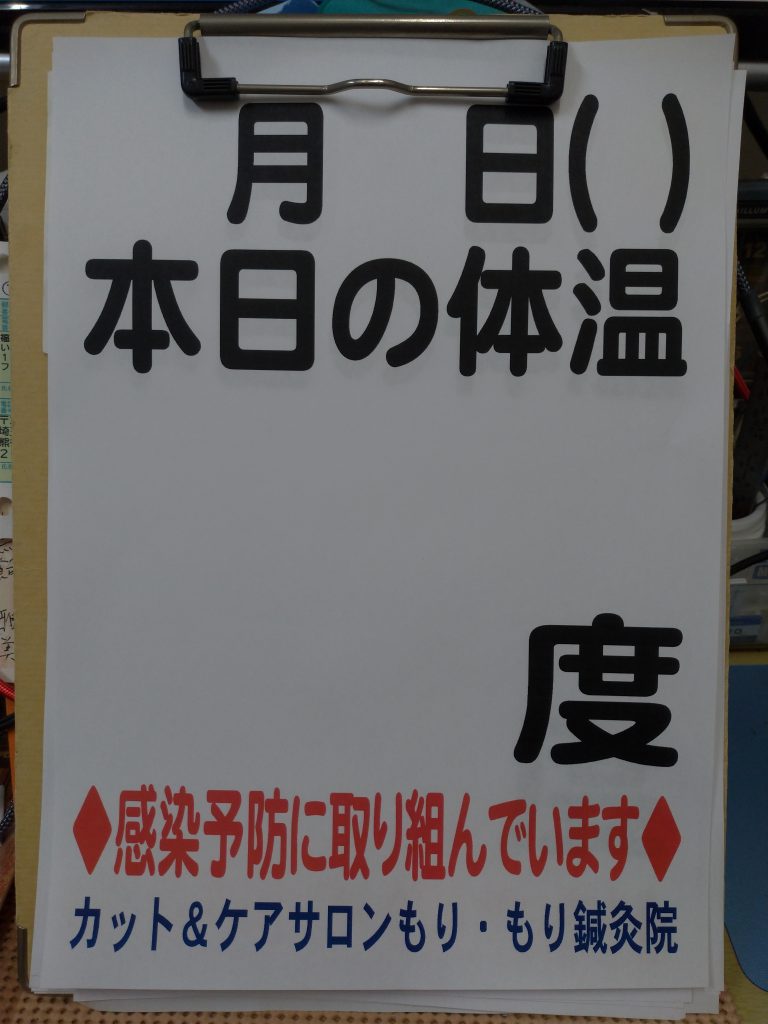 月 日( )
本日の体温
度
◆感染予防に取り組んでいます◆
カット＆ケアサロンもり・もり鍼灸院